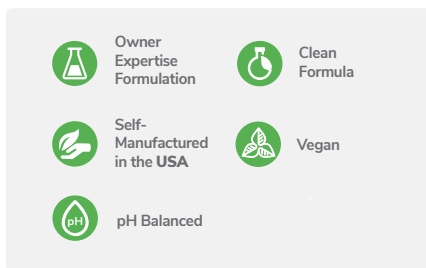 Owner
Expertise
Formulation
Clean
Formula
Self-
Manufactured
in the USA
Vegan
pH
pH Balanced